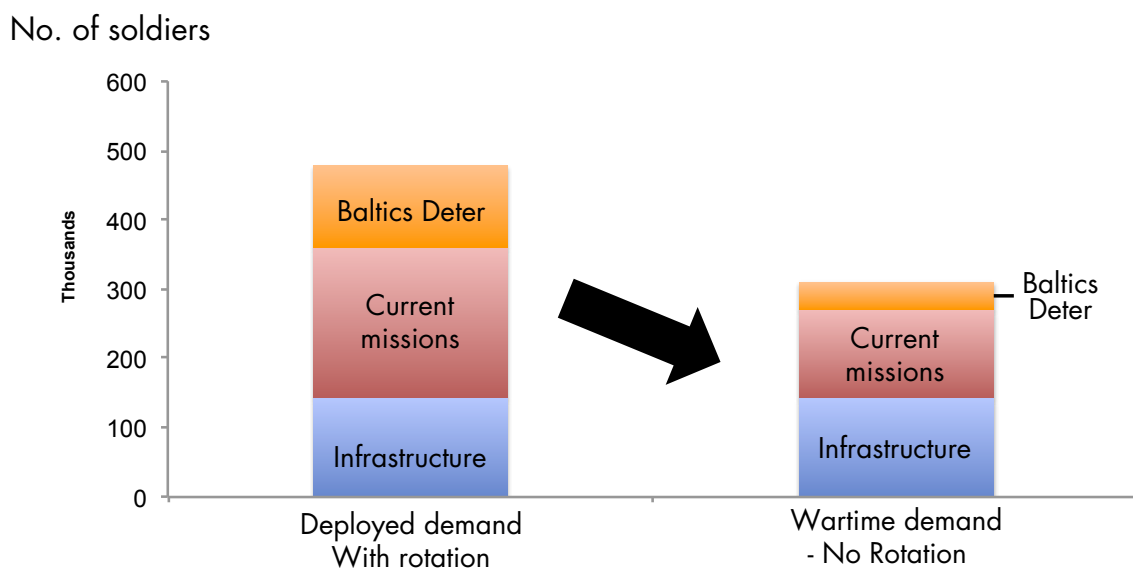 No. of soldiers
Thousands
600
500
400
300
200
100
0
Baltics Deter
Current
missions
Infrastructure
Baltics
Deter
Current
missions
Infrastructure
Deployed demand
With rotation
Wartime demand
- No Rotation